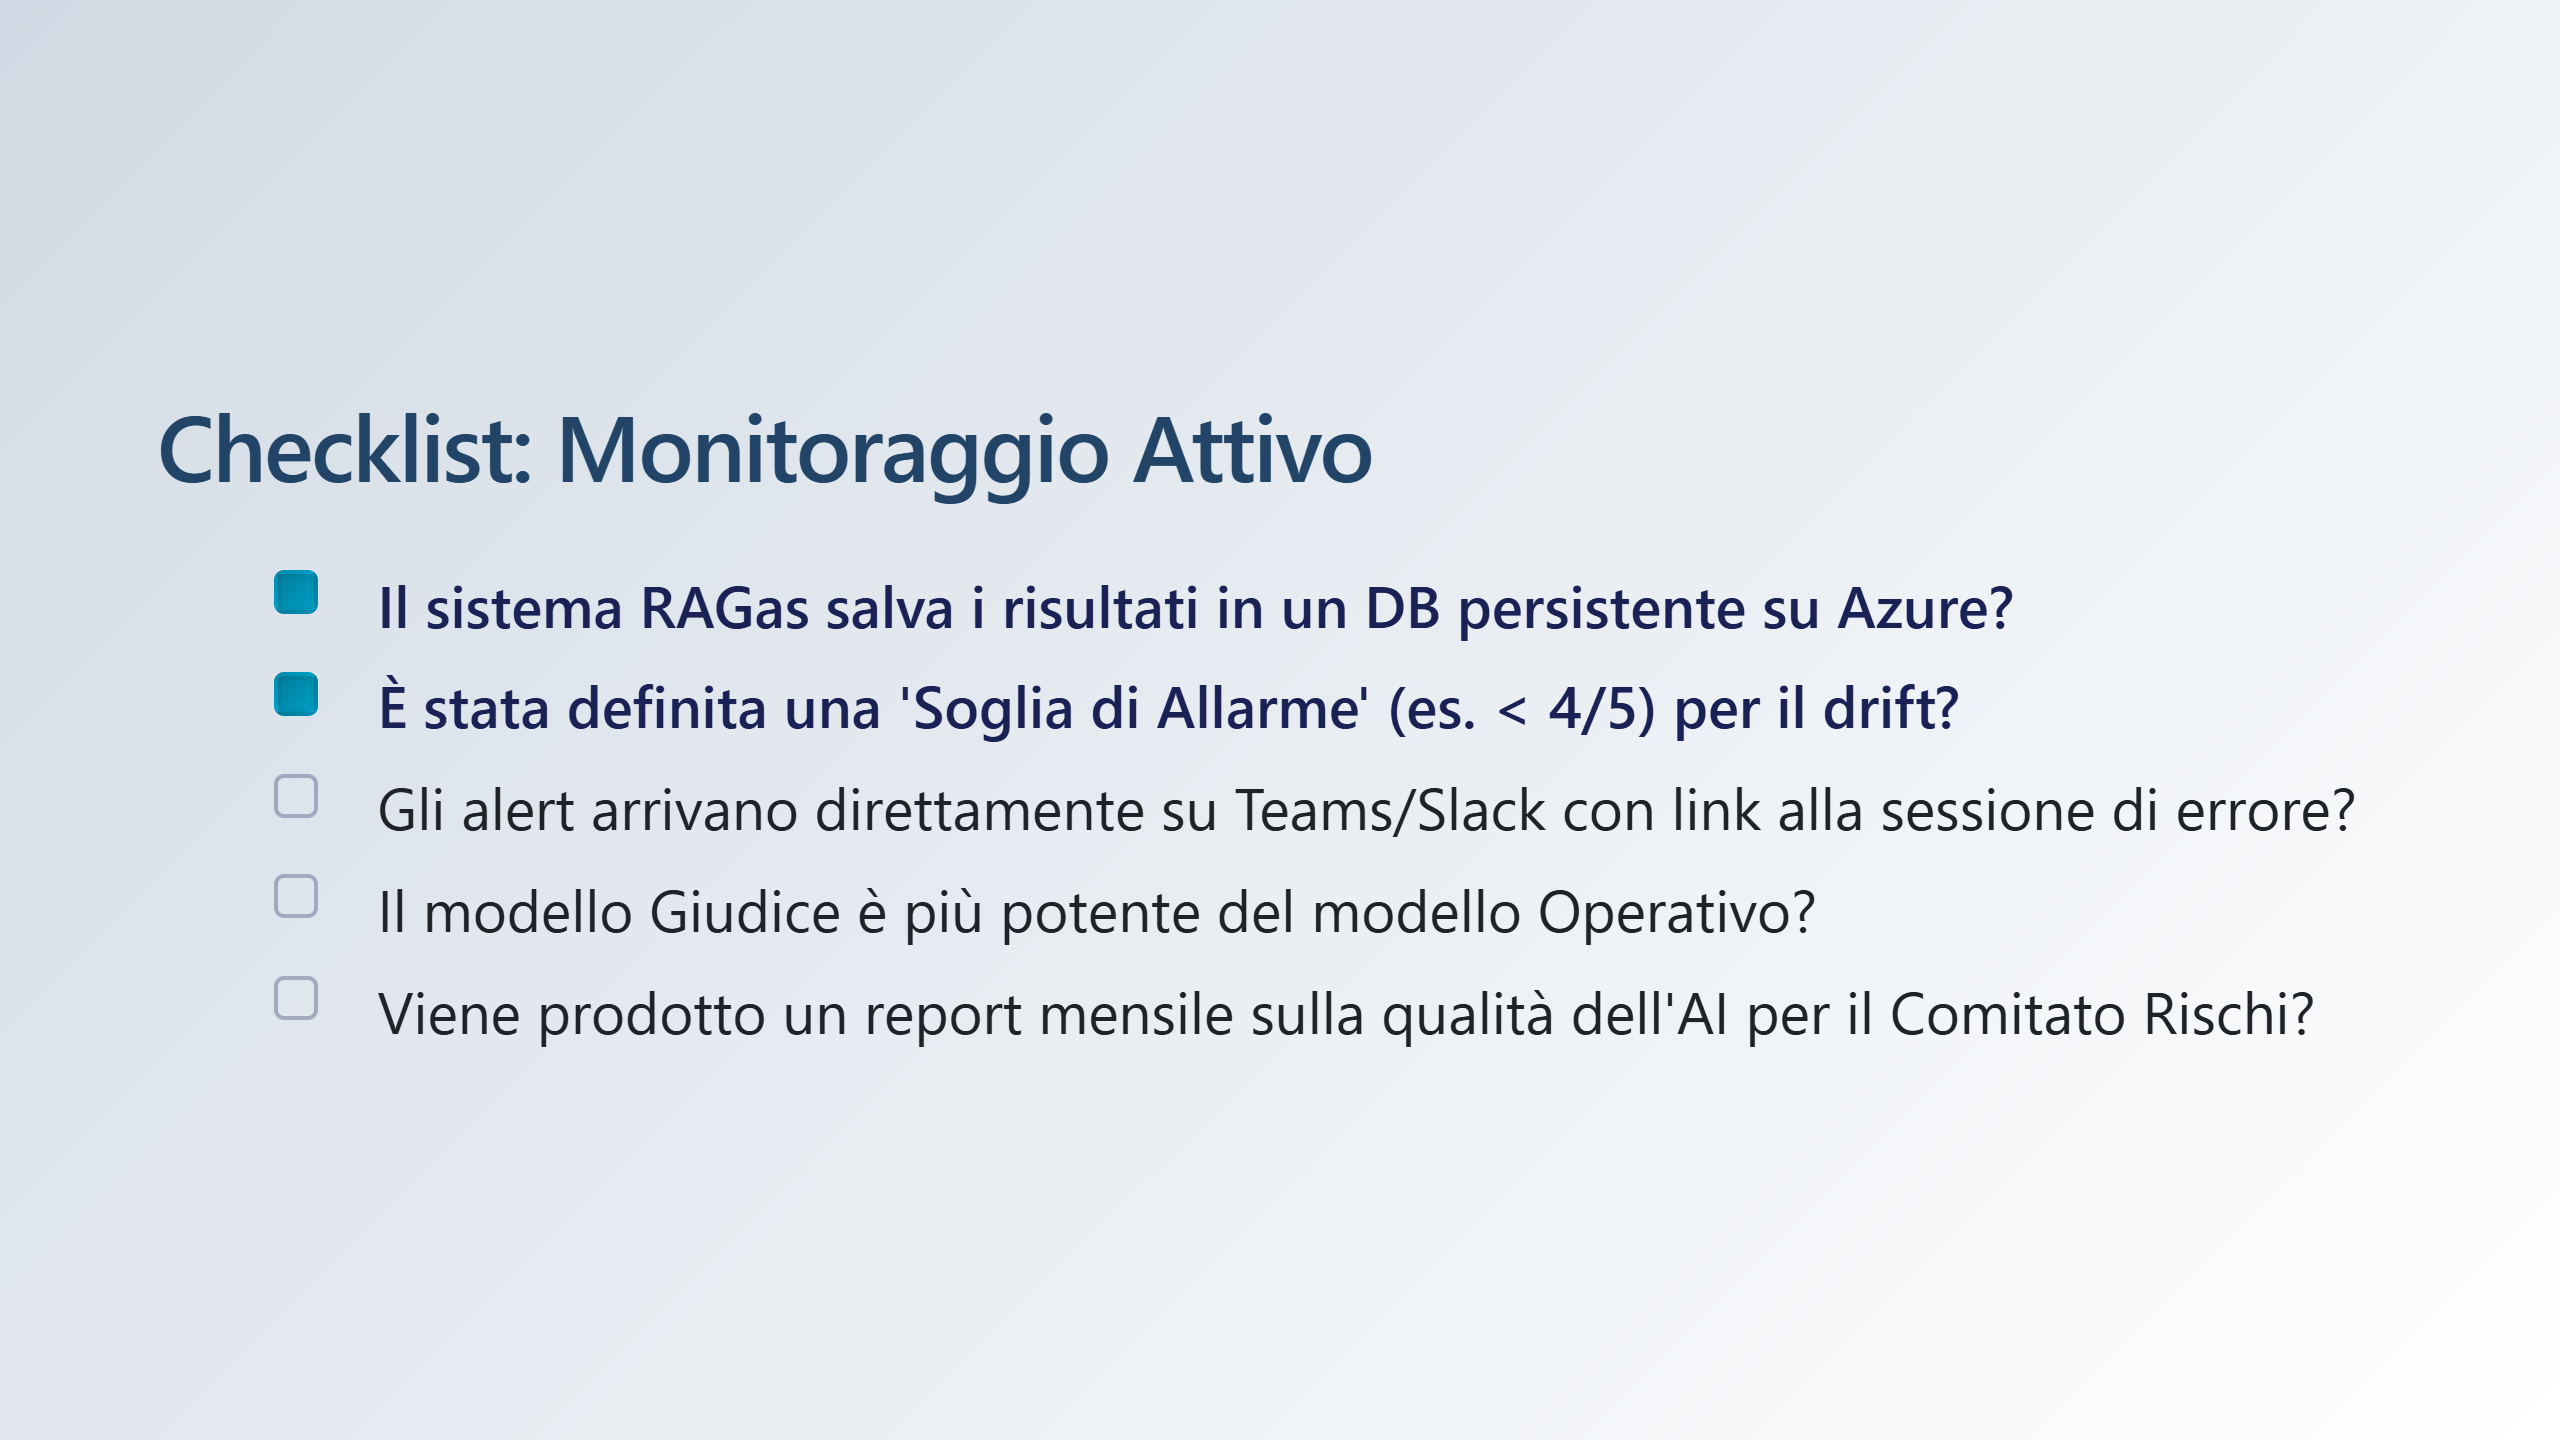 Checklist: Monitoraggio Attivo
Il sistema RAGas salva i risultati in un DB persistente su Azure?
È stata definita una 'Soglia di Allarme' (es. < 4/5) per il drift?
Gli alert arrivano direttamente su Teams/Slack con link alla sessione di errore?
Il modello Giudice è più potente del modello Operativo?
Viene prodotto un report mensile sulla qualità dell'AI per il Comitato Rischi?